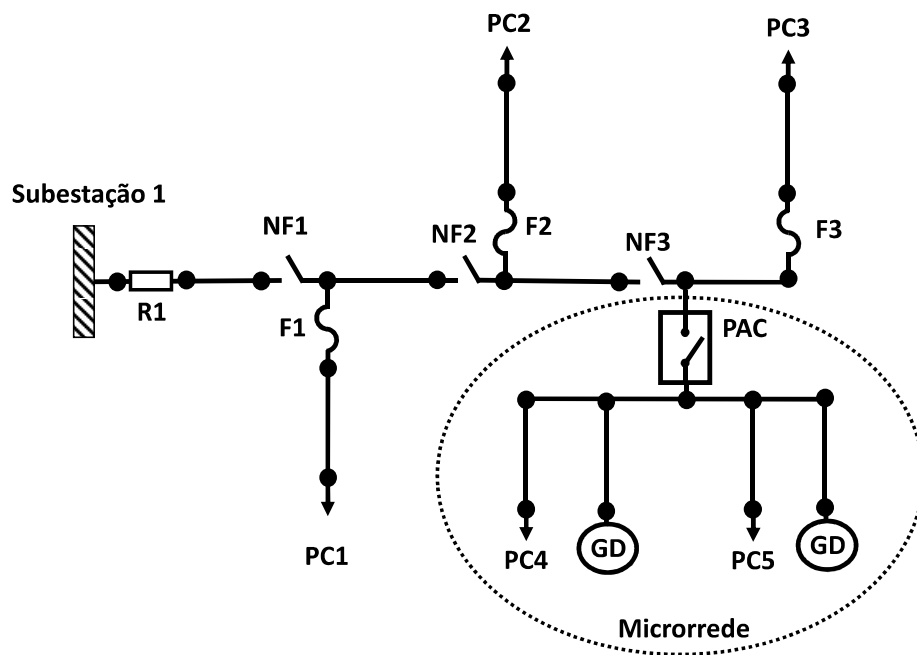 PC2
PC3
Subestação 1
NF1
NF2
F2
NF3
F3
R1
F1
PAC
PC1
PC4
GD
PC5
GD
Microrrede